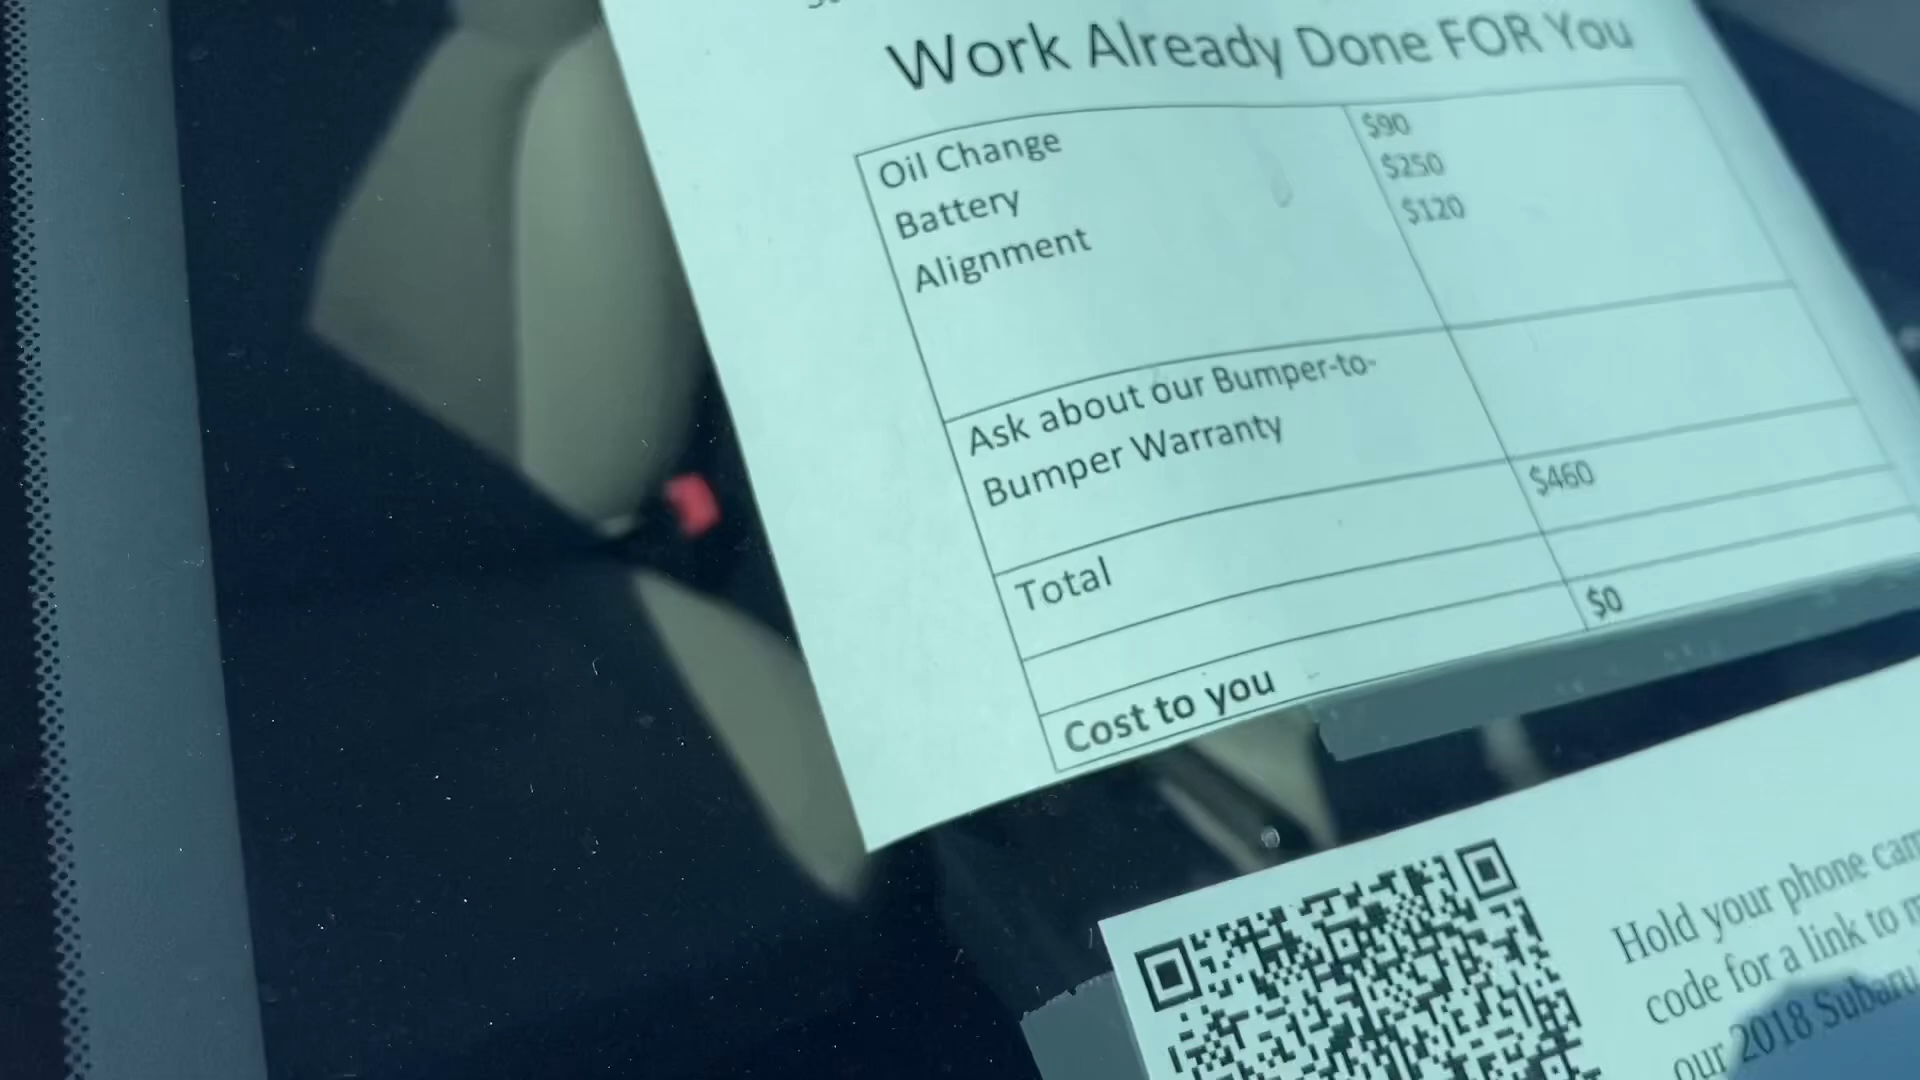 Work Already Done FOR You
Oil Change $90
Battery $250
Alignment $120
Ask about our Bumper-to-
Bumper Warranty
Total $460
Cost to you $0
Hold your phone
code for a link to
our 2018 Subaru